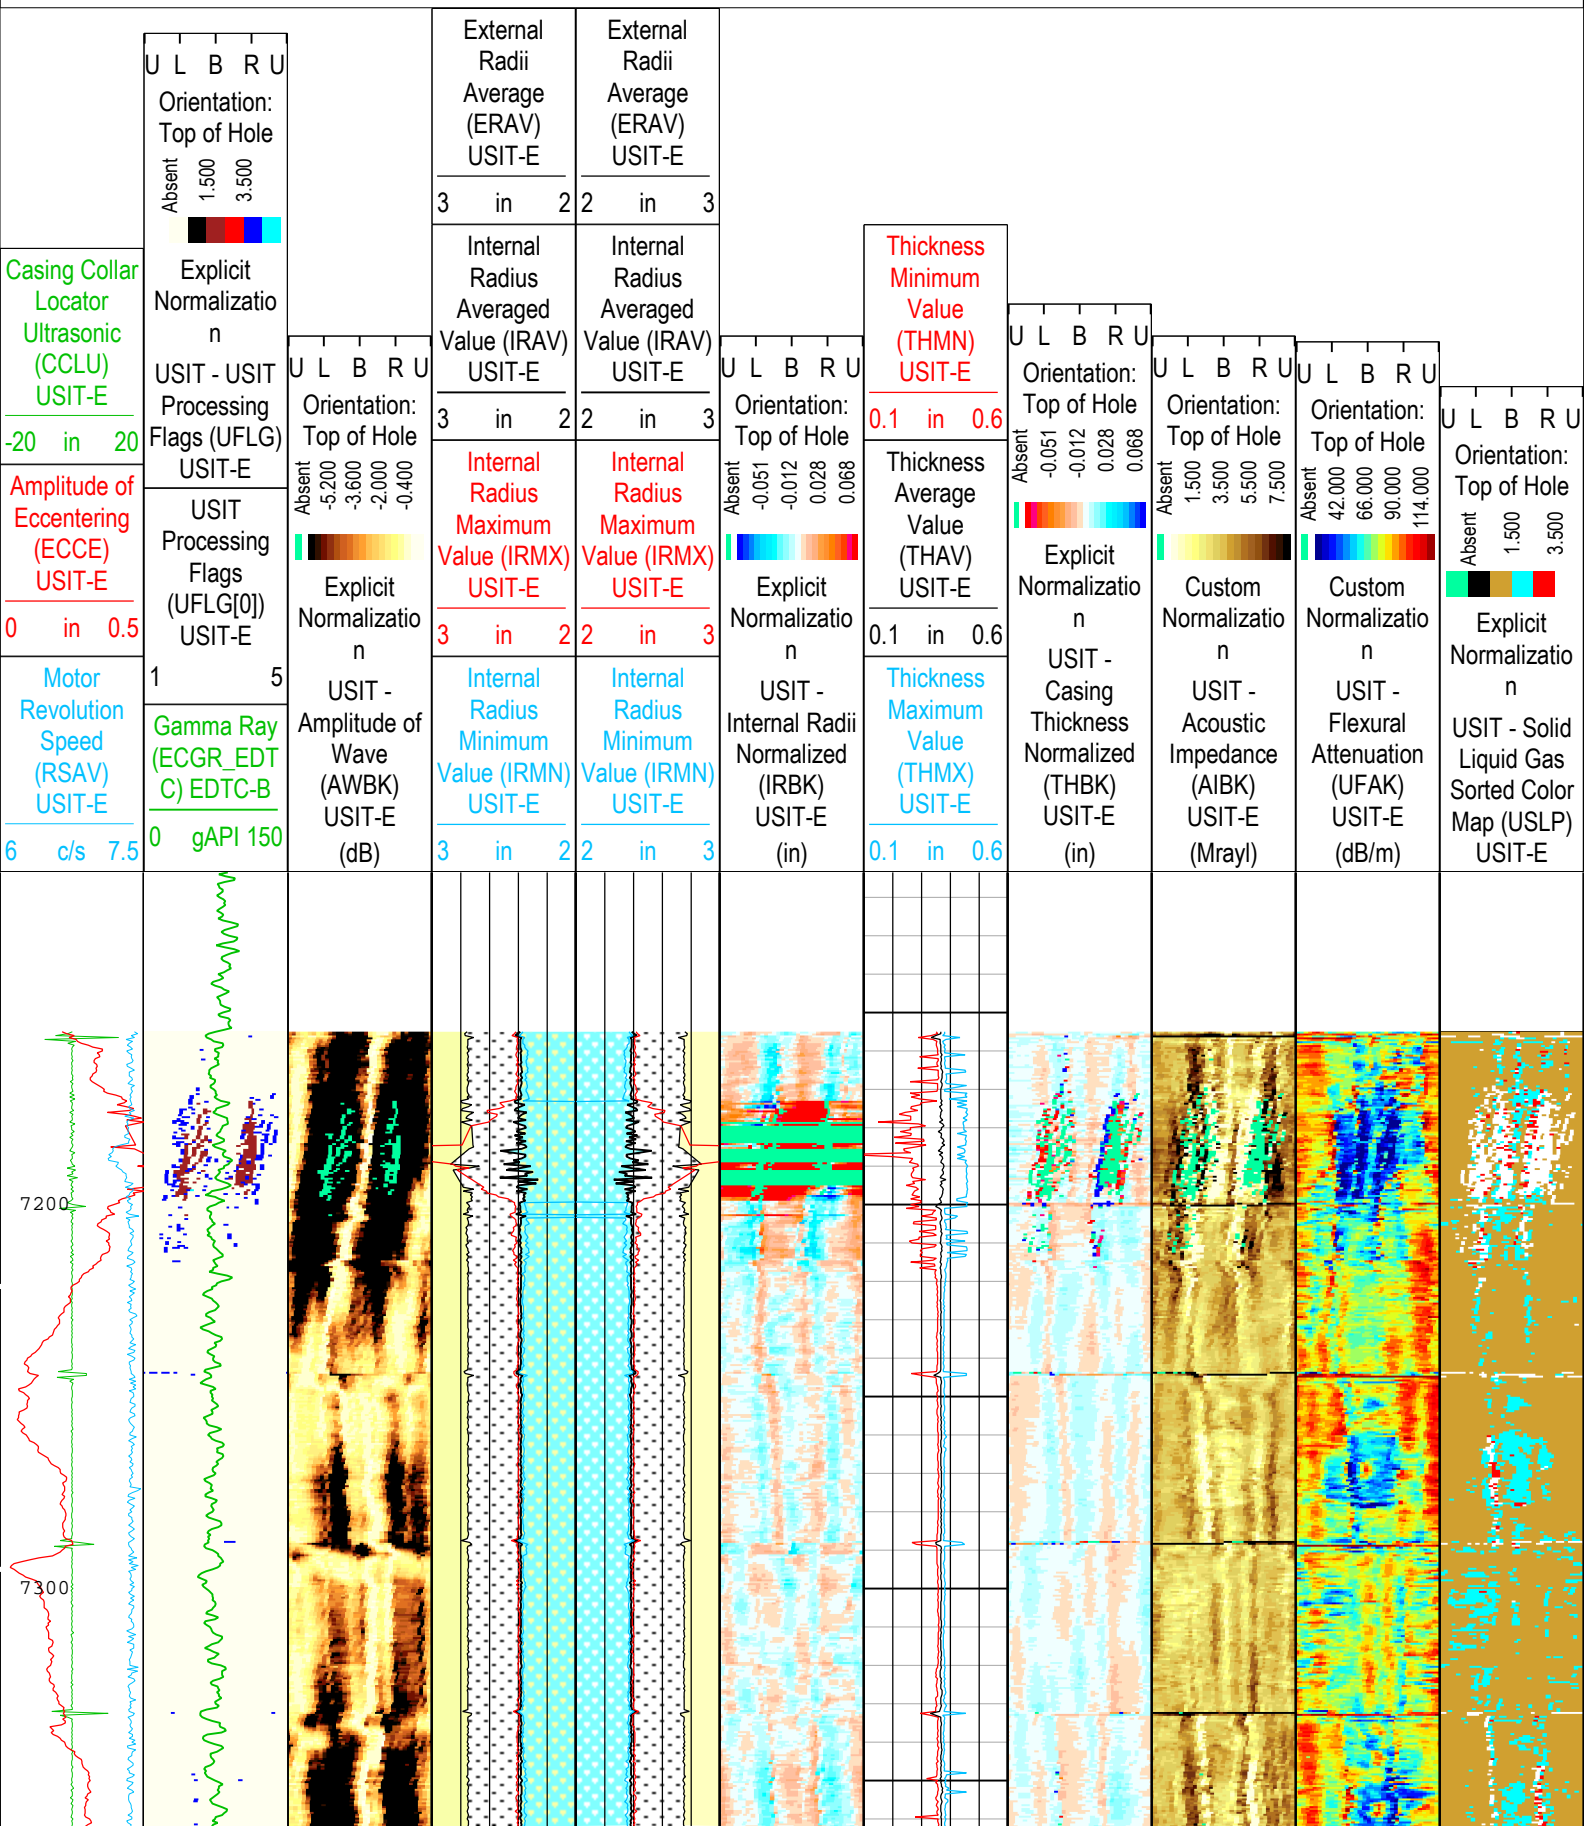 Casing Collar
Locator
Ultrasonic
(CCLU)
USIT-E
-20 in 20
Amplitude of
Eccentering
(ECCE)
USIT-E
0 in 0.5
Motor
Revolution
Speed
(RSAV)
USIT-E
6 c/s 7.5
U L B R U
Orientation:
Top of Hole
Absent
1.500
3.500
Explicit
Normalizatio
n
USIT - USIT
Processing
Flags (UFLG)
USIT-E
USIT
Processing
Flags
(UFLG[0])
USIT-E
1 5
Gamma Ray
(ECGR_EDT
C) EDTC-B
0 gAPI 150
U L B R U
Orientation:
Top of Hole
Absent
-5.200
-3.600
-2.000
-0.400
Explicit
Normalizatio
n
USIT -
Amplitude of
Wave
(AWBK)
USIT-E
(dB)
External
Radii
Average
(ERAV)
USIT-E
3 in 2
Internal
Radius
Averaged
Value (IRAV)
USIT-E
3 in 2
Internal
Radius
Maximum
Value (IRMX)
USIT-E
3 in 2
Internal
Radius
Minimum
Value (IRMN)
USIT-E
3 in 2
External
Radii
Average
(ERAV)
USIT-E
2 in 3
Internal
Radius
Averaged
Value (IRAV)
USIT-E
2 in 3
Internal
Radius
Maximum
Value (IRMX)
USIT-E
2 in 3
Internal
Radius
Minimum
Value (IRMN)
USIT-E
2 in 3
U L B R U
Orientation:
Top of Hole
Absent
-0.051
-0.012
0.028
0.068
Explicit
Normalizatio
n
USIT -
Internal Radii
Normalized
(IRBK)
USIT-E
(in)
Thickness
Minimum
Value
(THMN)
USIT-E
0.1 in 0.6
Thickness
Average
Value
(THAV)
USIT-E
0.1 in 0.6
Thickness
Maximum
Value
(THMX)
USIT-E
0.1 in 0.6
U L B R U
Orientation:
Top of Hole
Absent
-0.051
-0.012
0.028
0.068
Explicit
Normalizatio
n
USIT -
Casing
Thickness
Normalized
(THBK)
USIT-E
(in)
U L B R U
Orientation:
Top of Hole
Absent
1.500
3.500
5.500
7.500
Custom
Normalizatio
n
USIT -
Acoustic
Impedance
(AIBK)
USIT-E
(Mrayl)
U L B R U
Orientation:
Top of Hole
Absent
42.000
66.000
90.000
114.000
Custom
Normalizatio
n
USIT -
Flexural
Attenuation
(UFAK)
USIT-E
(dB/m)
U L B R U
Orientation:
Top of Hole
Absent
1.500
3.500
Explicit
Normalizatio
n
USIT - Solid
Liquid Gas
Sorted Color
Map (USLP)
USIT-E
7200
7300